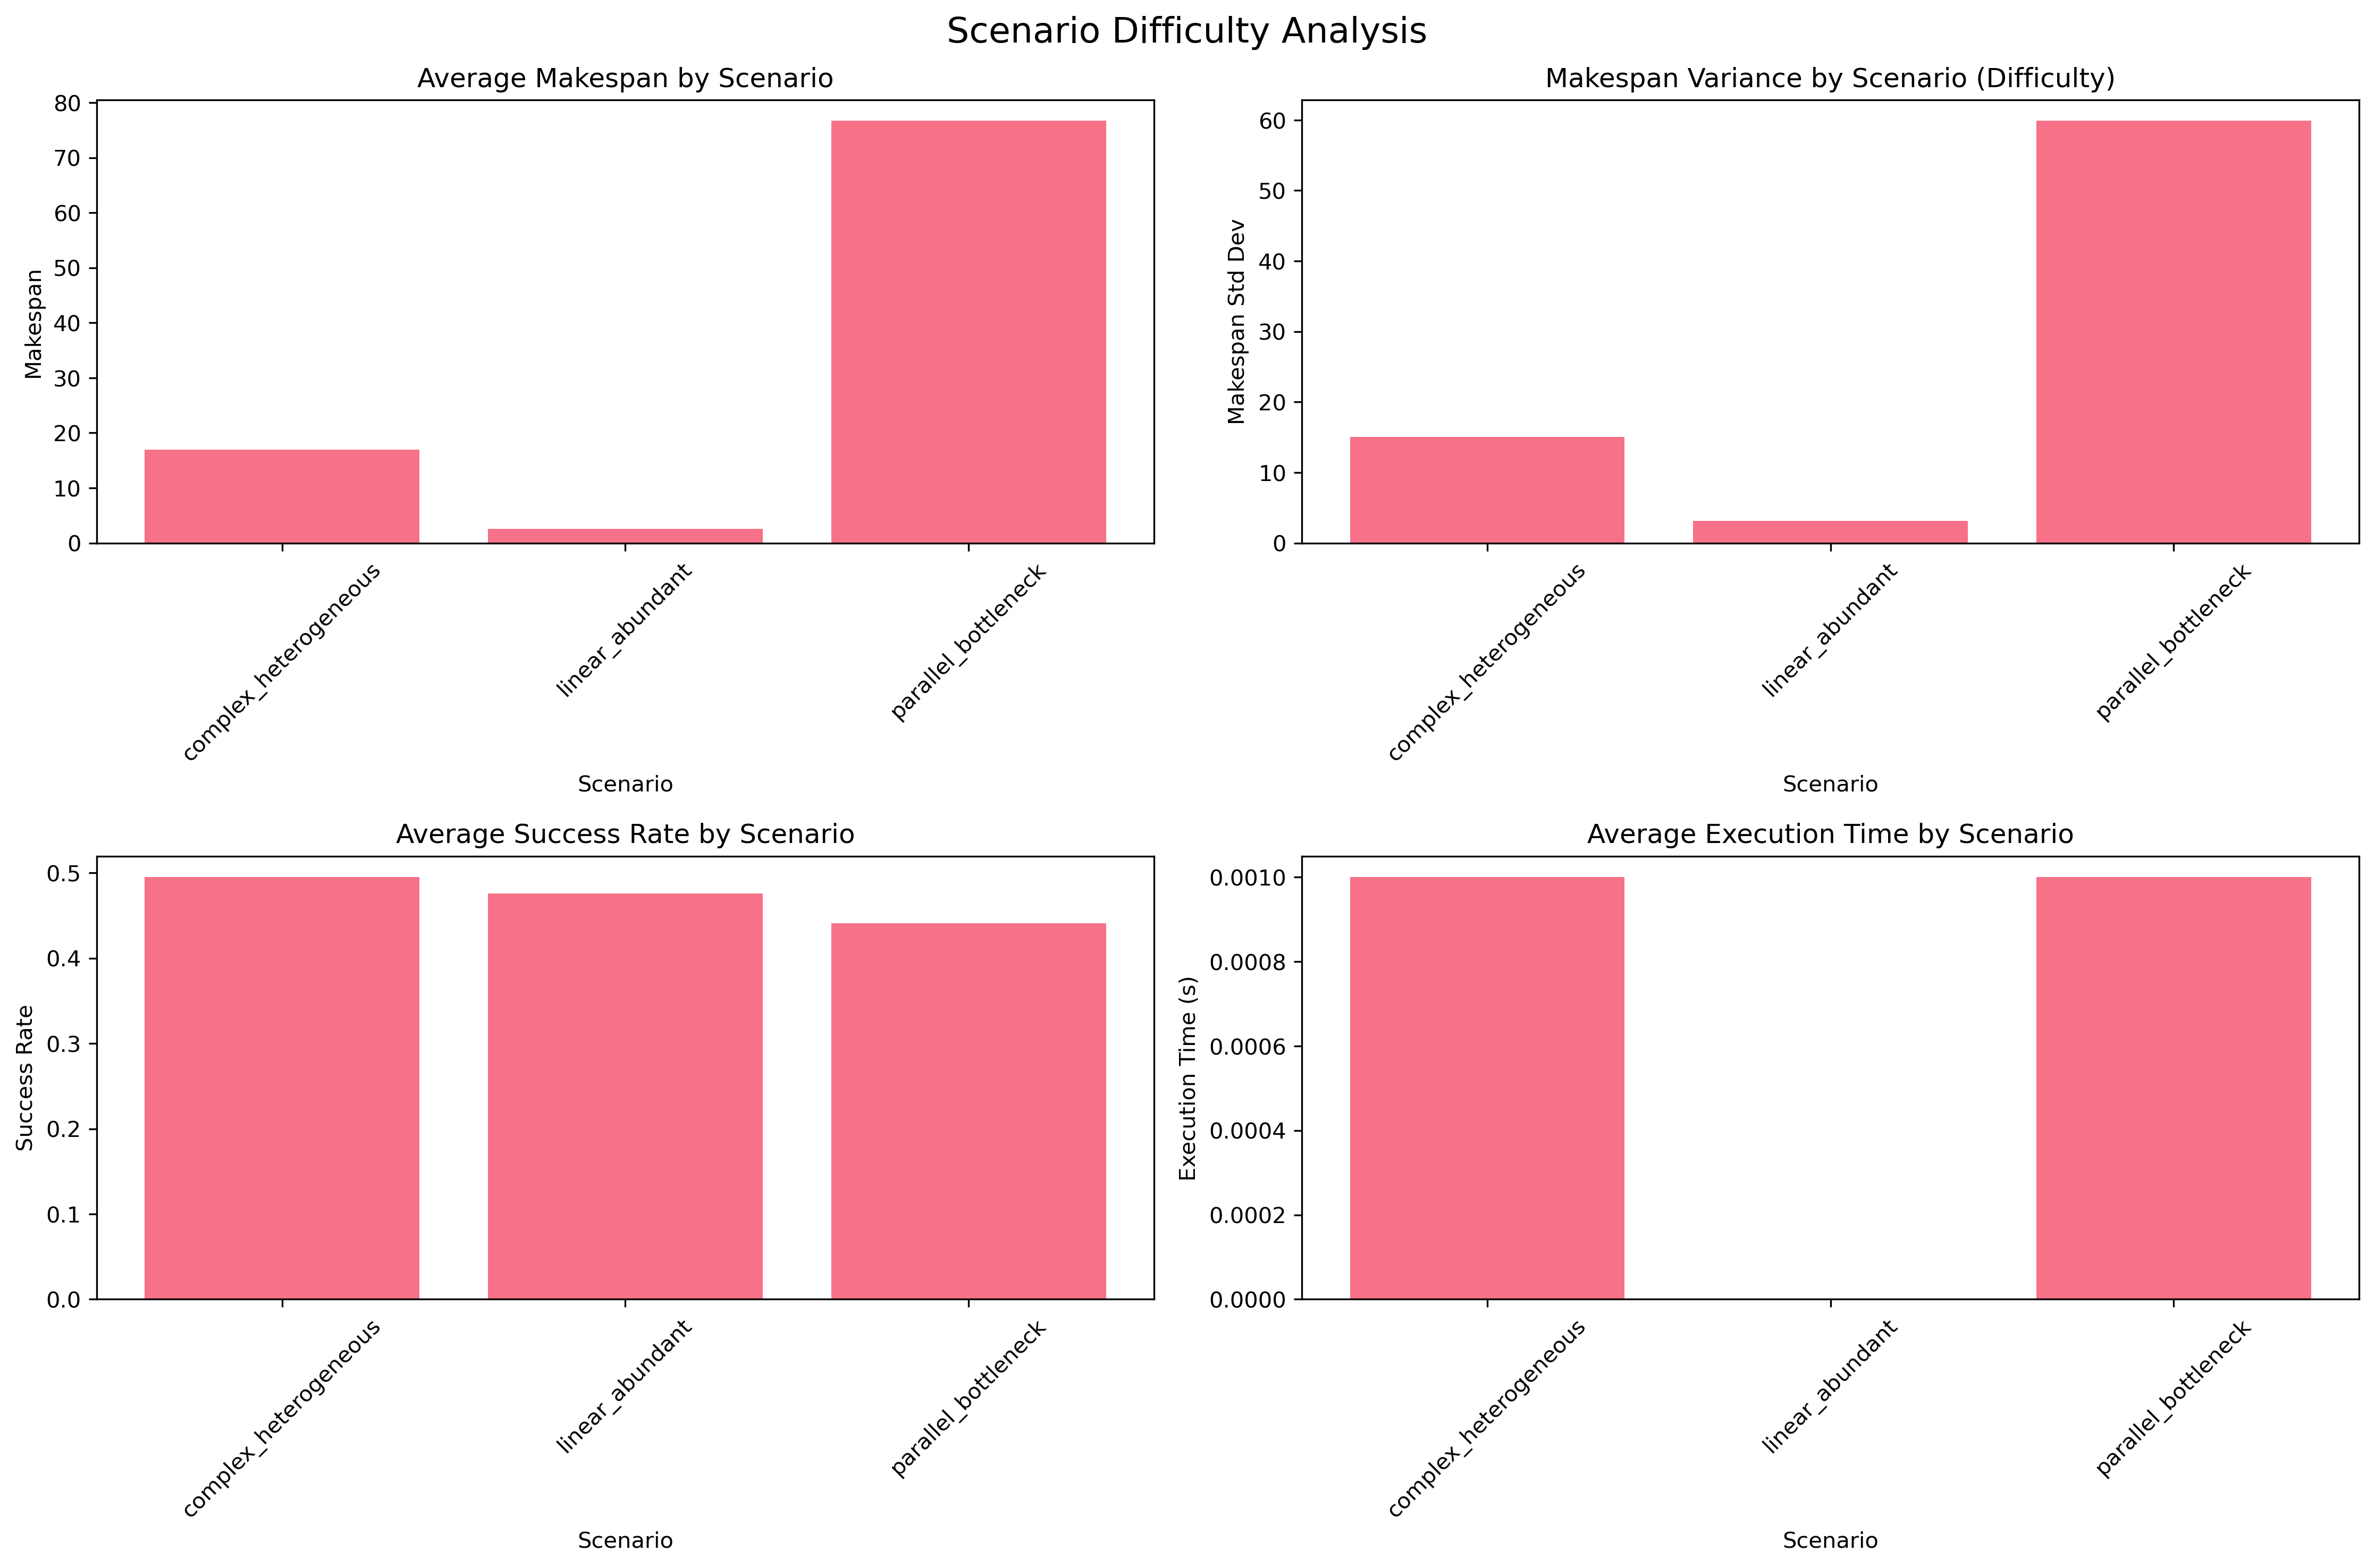 Scenario Difficulty Analysis
Average Makespan by Scenario
80
70
60
50
40
30
20
10
0
Makespan
complex_heterogeneous
linear_abundant
parallel_bottleneck
Scenario
Makespan Variance by Scenario (Difficulty)
60
50
40
30
20
10
0
Makespan Std Dev
complex_heterogeneous
linear_abundant
parallel_bottleneck
Scenario
Average Success Rate by Scenario
0.5
0.4
0.3
0.2
0.1
0.0
Success Rate
complex_heterogeneous
linear_abundant
parallel_bottleneck
Scenario
Average Execution Time by Scenario
0.0010
0.0008
0.0006
0.0004
0.0002
0.0000
Execution Time (s)
complex_heterogeneous
linear_abundant
parallel_bottleneck
Scenario